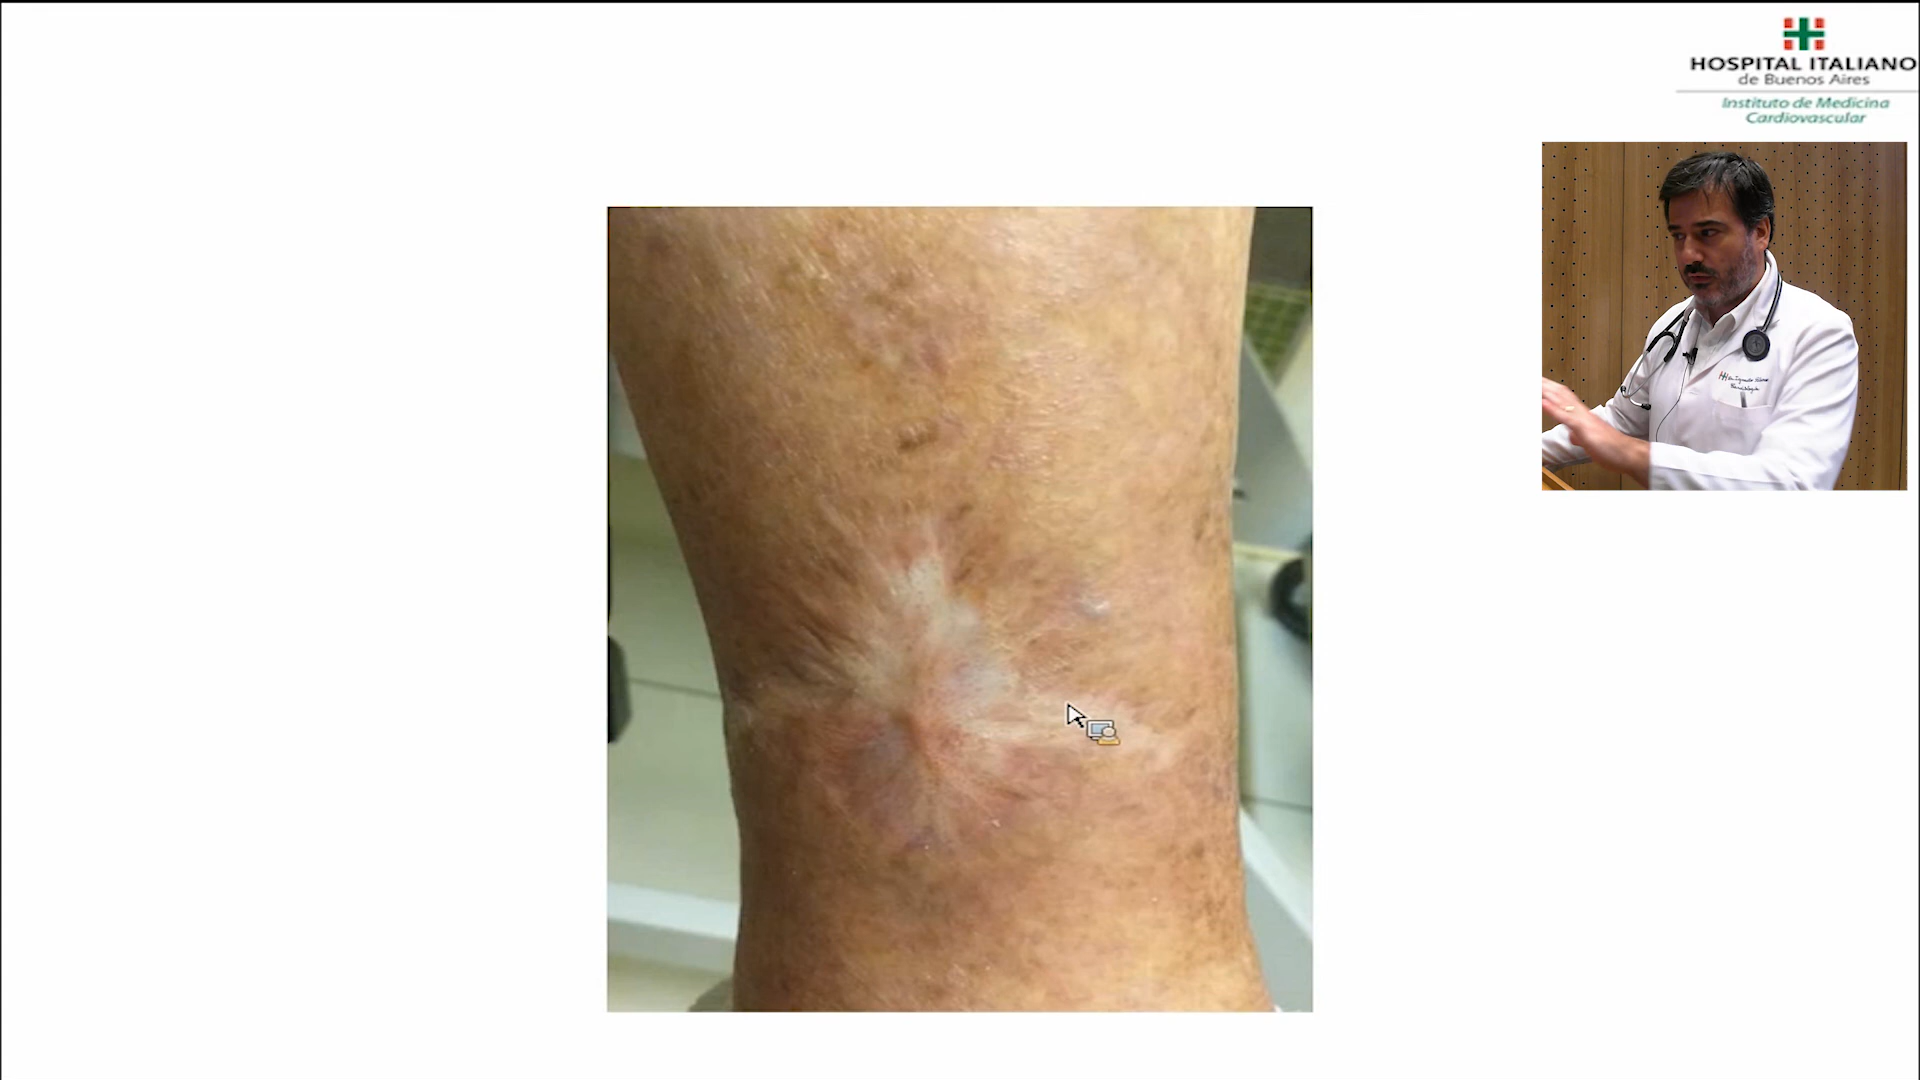 HOSPITAL ITALIANO
de Buenos Aires
Instituto de Medicina
Cardiovascular